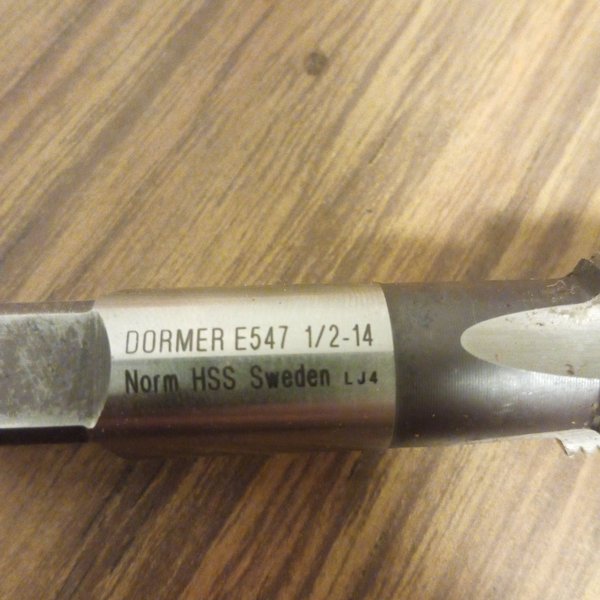 DORMER E547 1/2-14
Norm HSS Sweden LJ4